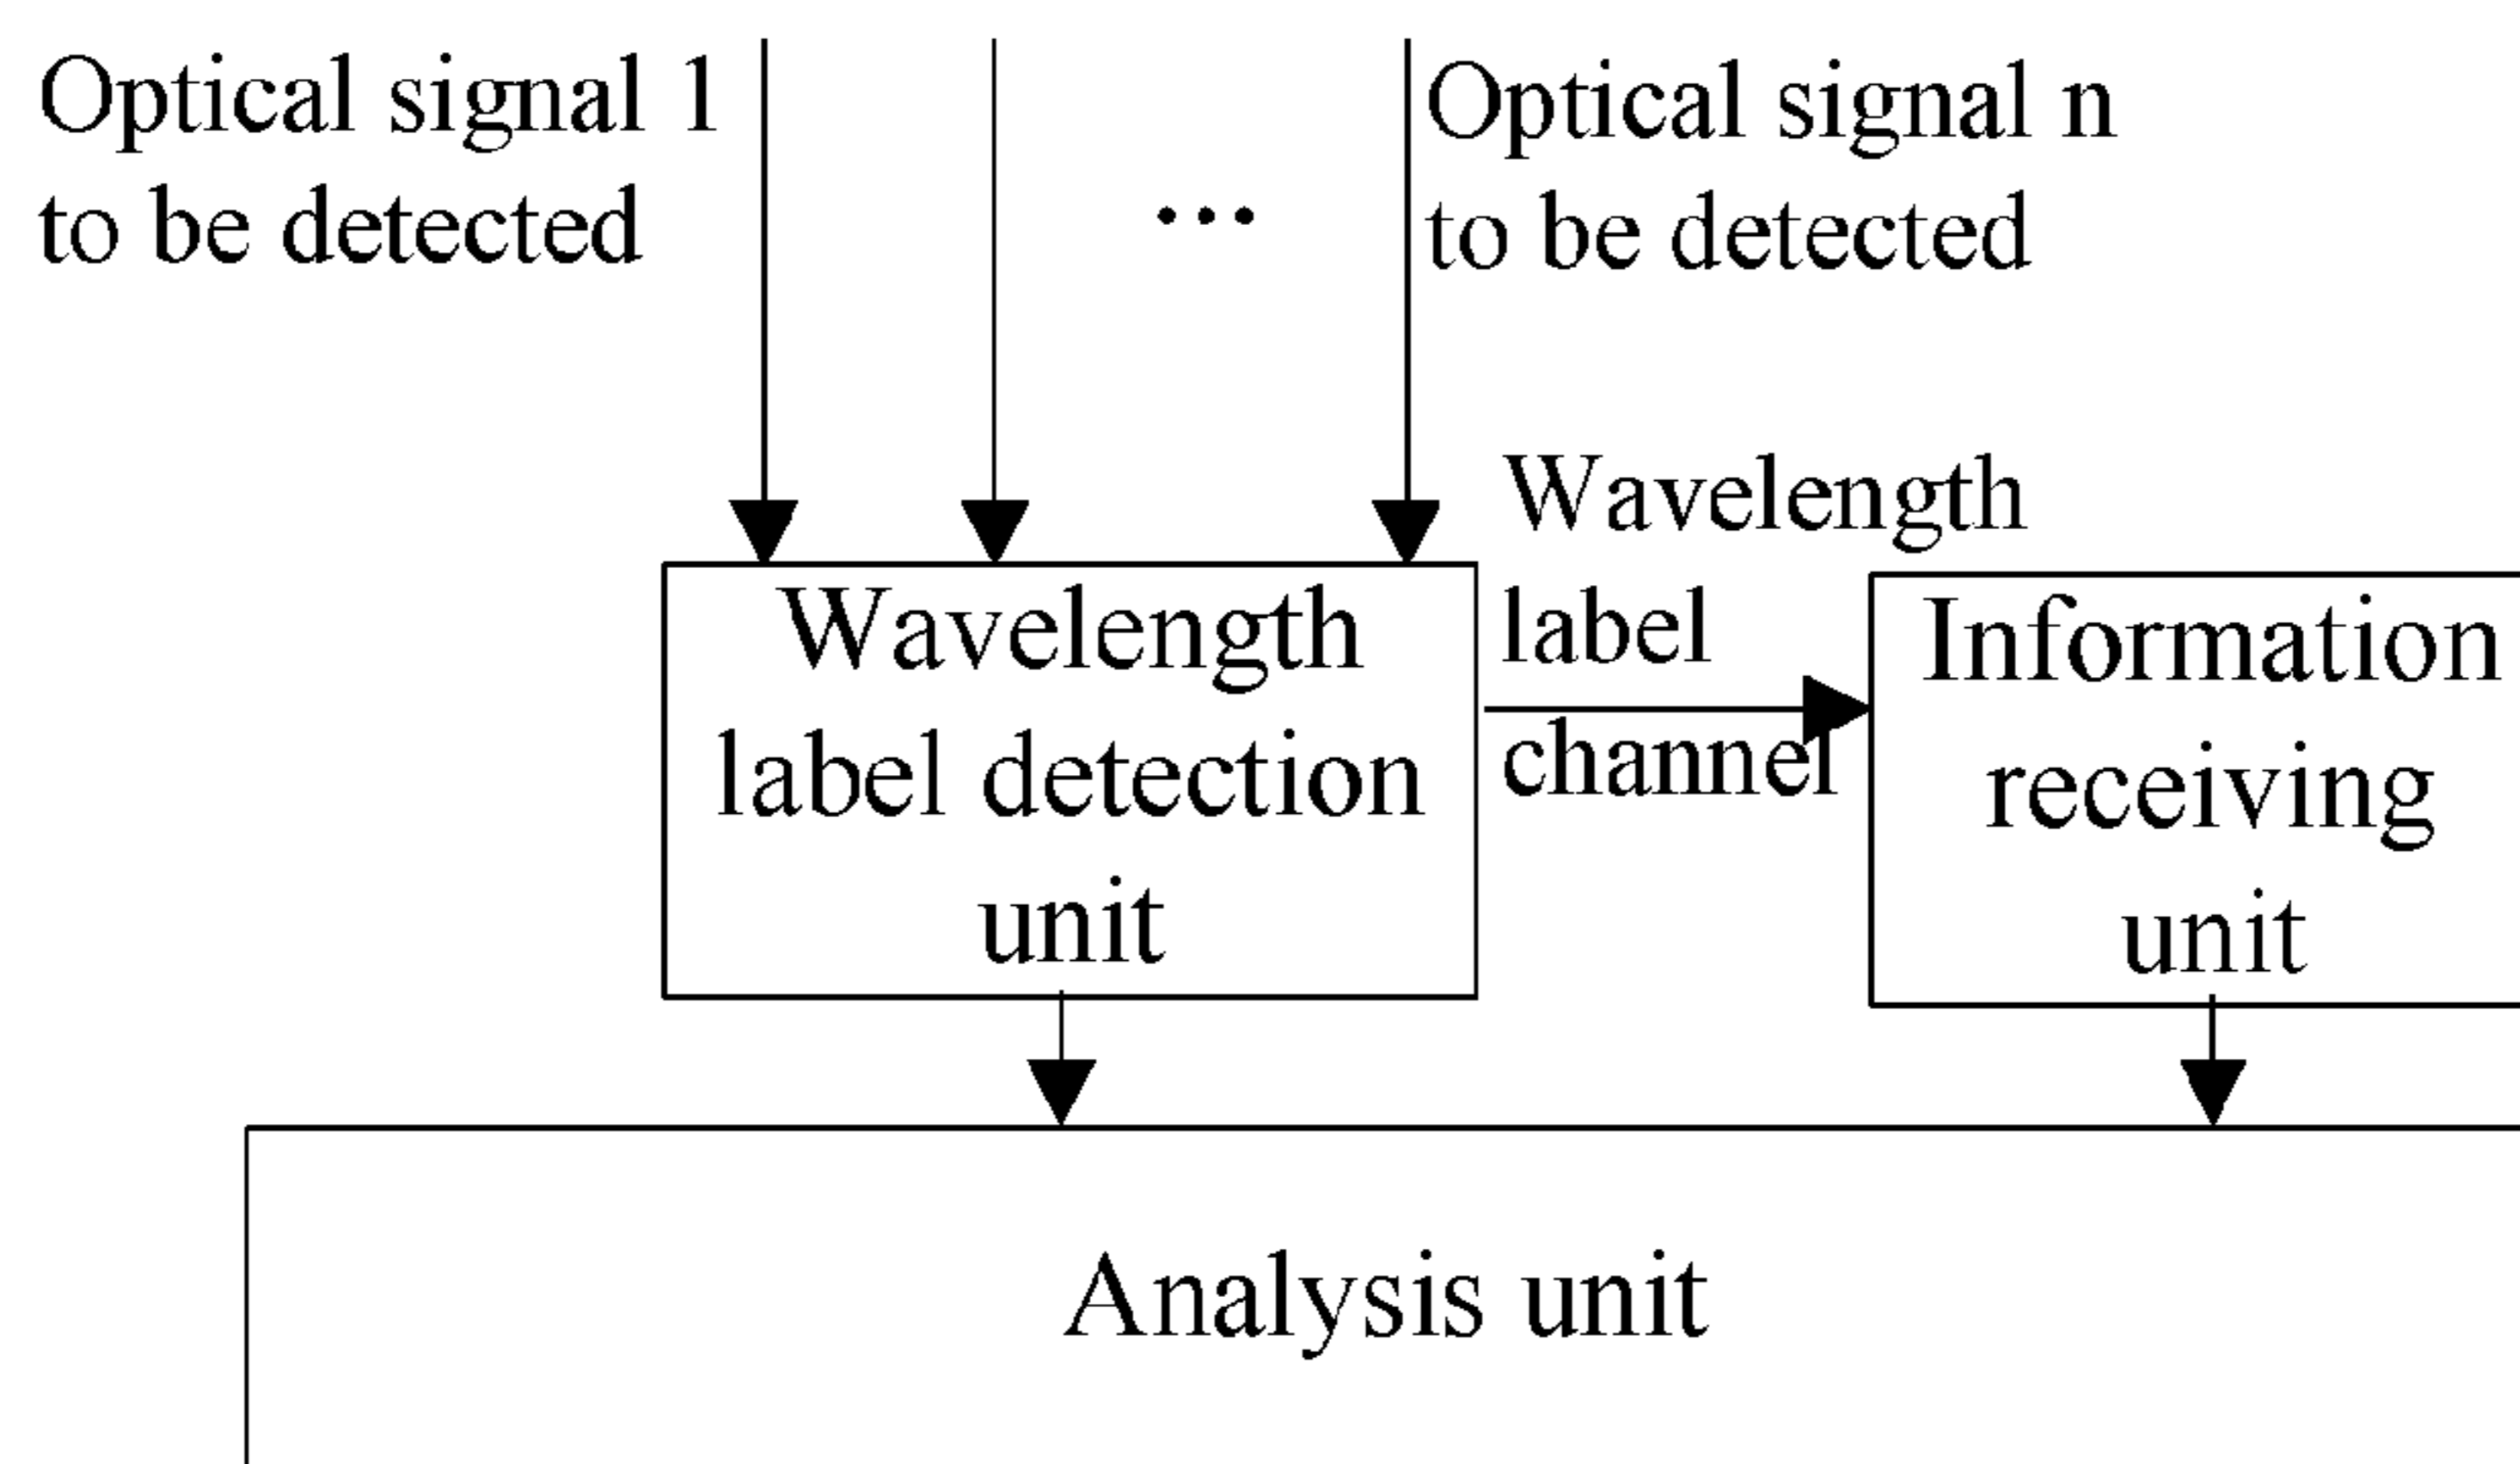 Optical signal 1
to be detected
...
Optical signal n
to be detected
Wavelength
label
channel
Wavelength
label detection
unit
Information
receiving
unit
Analysis unit